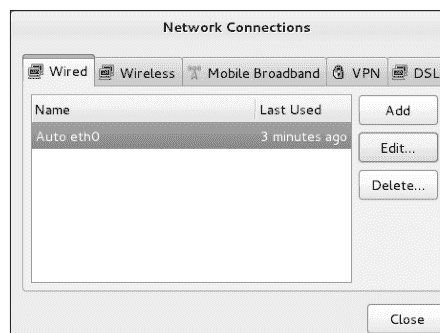 Network Connections
Wired Wireless Mobile Broadband VPN DSL
Name Last Used
Auto eth0 3 minutes ago
Add
Edit...
Delete...
Close